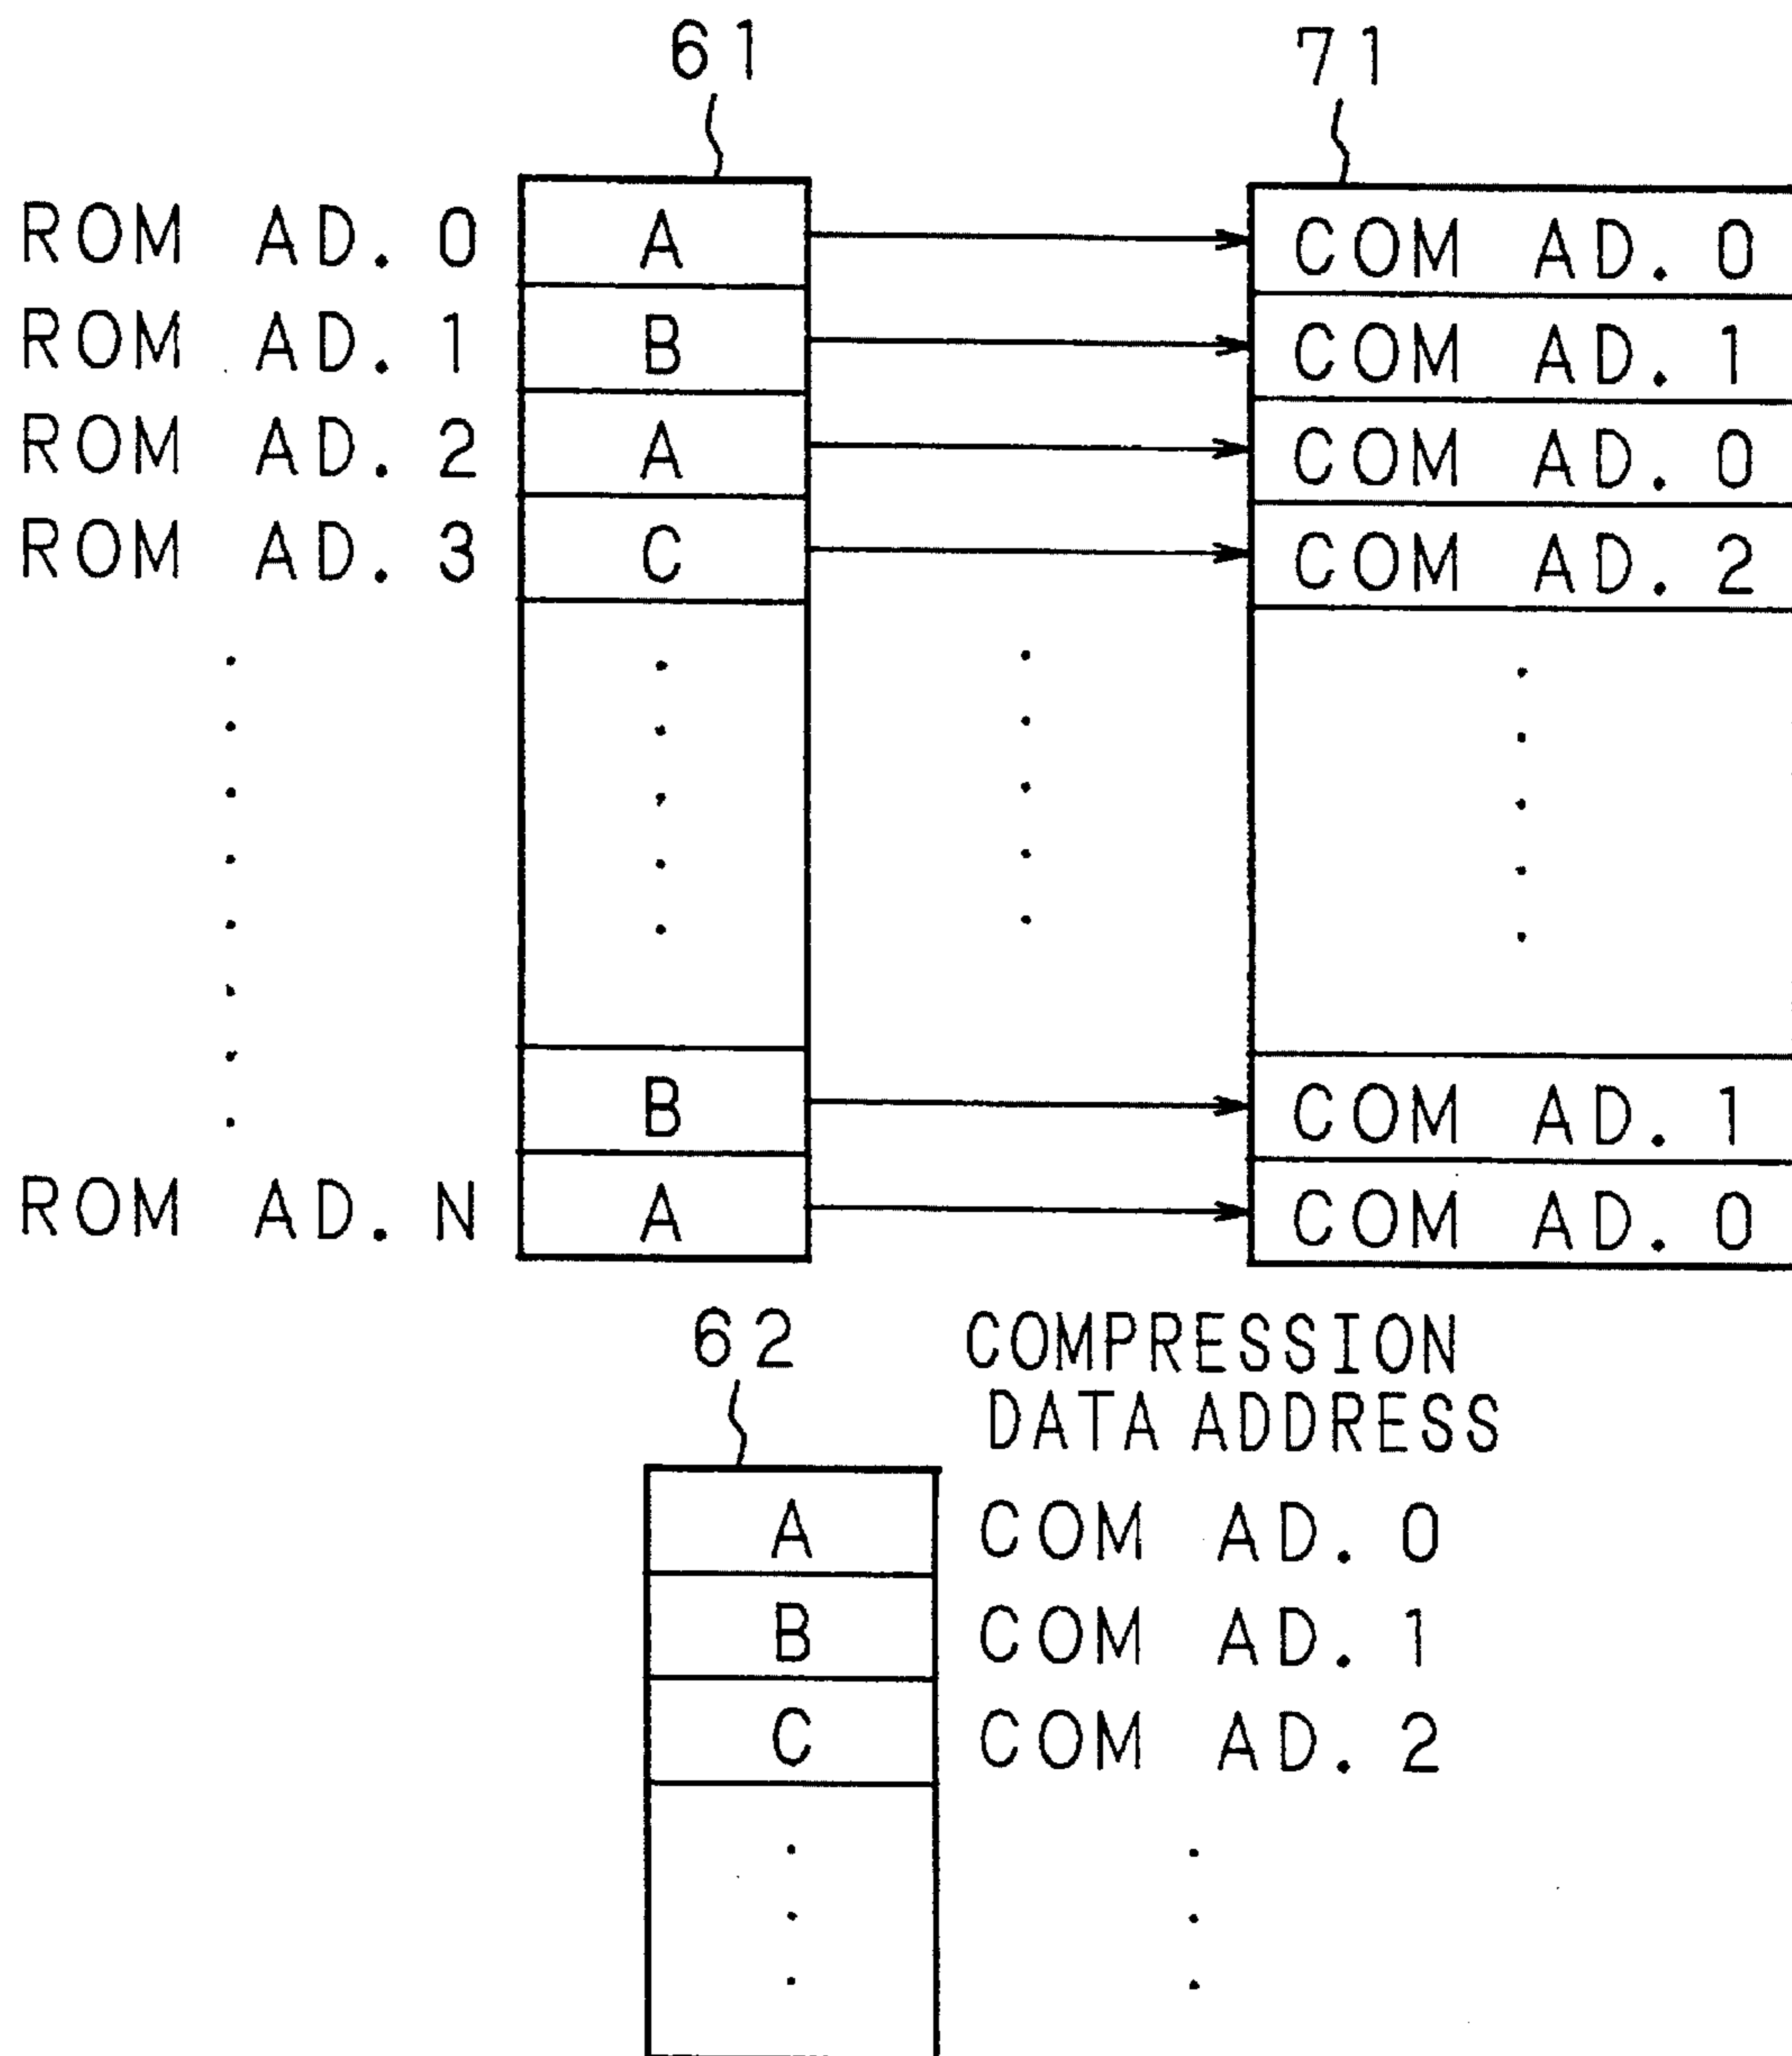 61 71
ROM AD. 0 A COM AD. 0
ROM AD. 1 B COM AD. 1
ROM AD. 2 A COM AD. 0
ROM AD. 3 C COM AD. 2
B COM AD. 1
ROM AD. N A COM AD. 0
62 COMPRESSION
DATA ADDRESS
A COM AD. 0
B COM AD. 1
C COM AD. 2